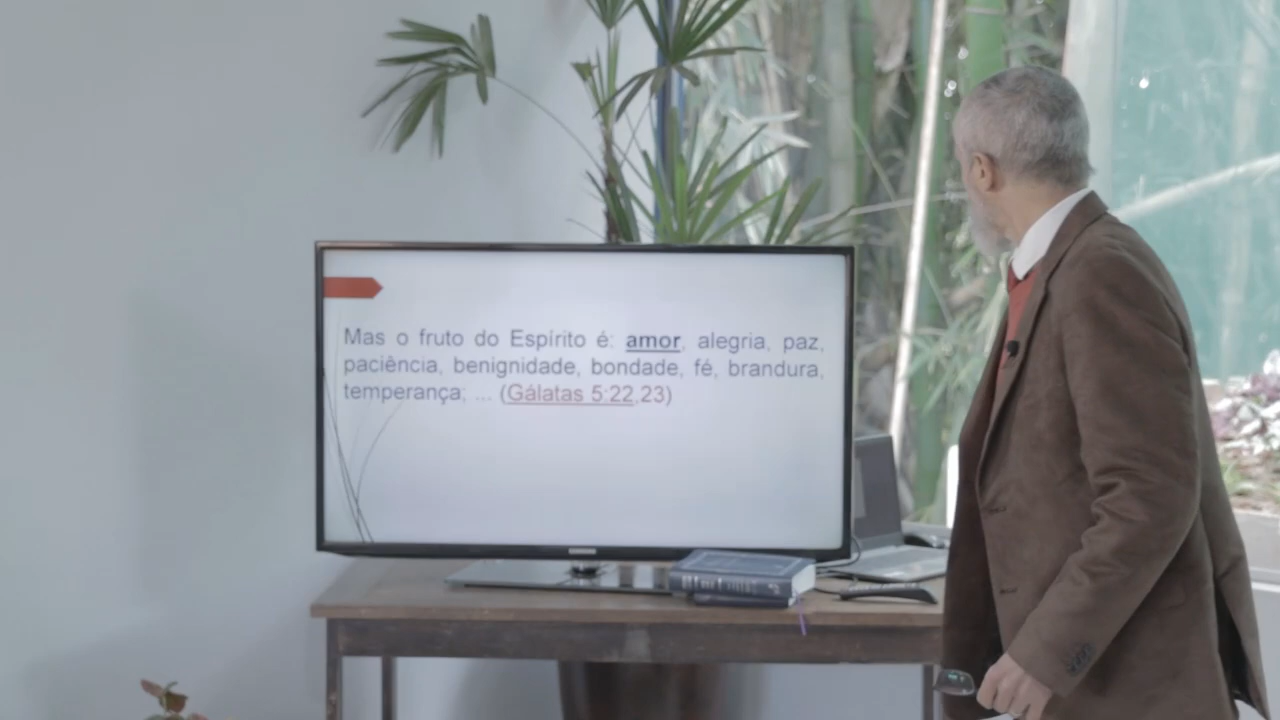 Mas o fruto do Espírito é: amor, alegria, paz,
paciência, benignidade, bondade, fé, brandura,
temperança; ... (Gálatas 5:22,23)